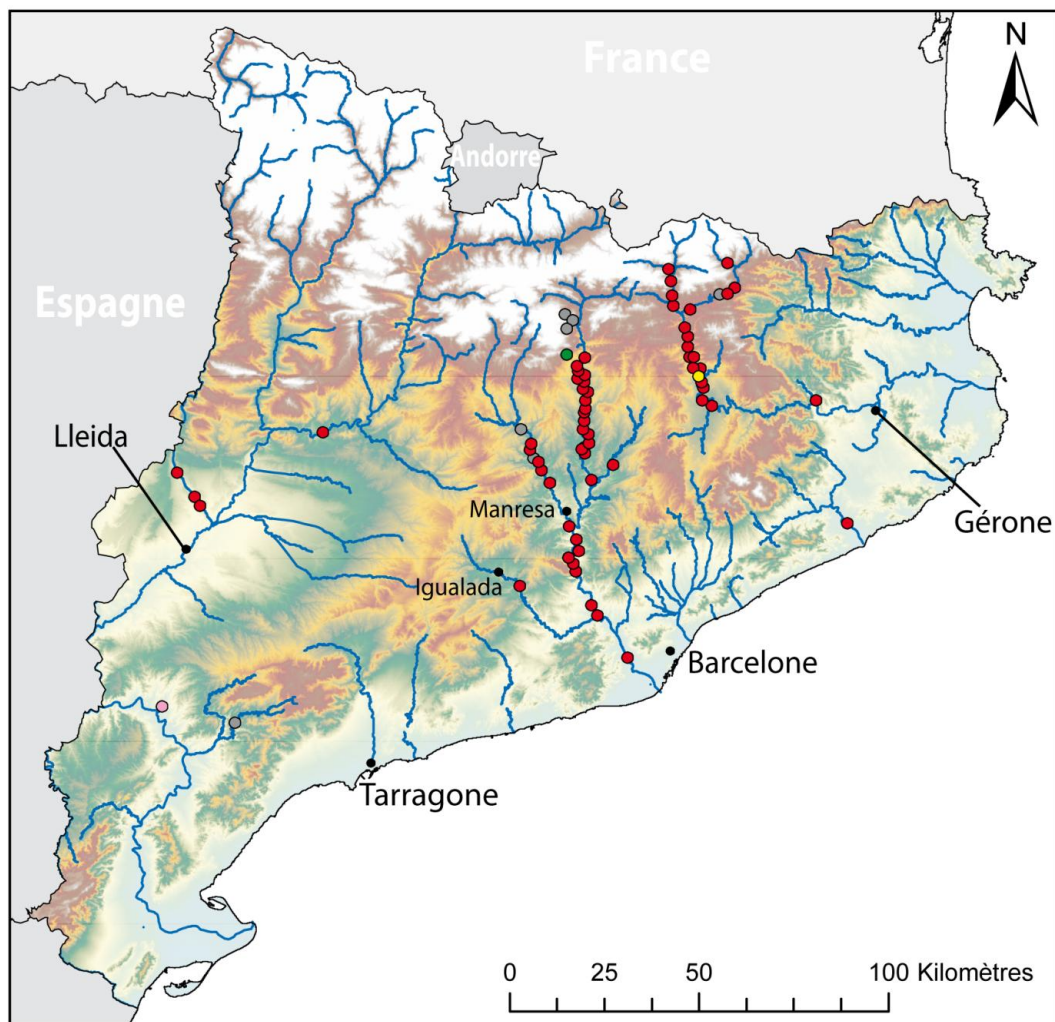 France
N
Andorre
Espagne
Lleida
Manresa
Gérone
Igualada
Barcelone
Tarragone
0 25 50 100 Kilomètres